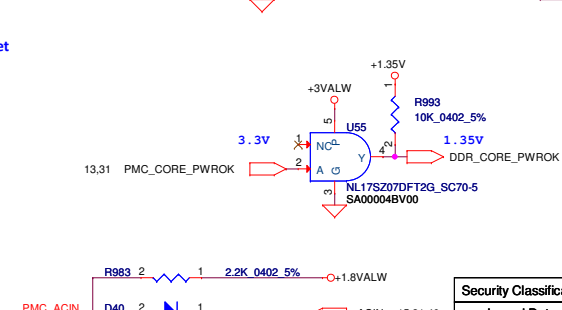 et
+1.35V
+3VALW
1
R993
10K_0402_5%
5
U55
3.3V
1
NC
P
2
1.35V
4
Y
DDR_CORE_PWROK
13,31 PMC_CORE_PWROK
2
A
G
3
NL17SZ07DFT2G_SC70-5
SA00004BV00
R983 2 1 2.2K_0402_5%
+1.8VALW
Security Classifica
PMC_ACIN
D40 2 1